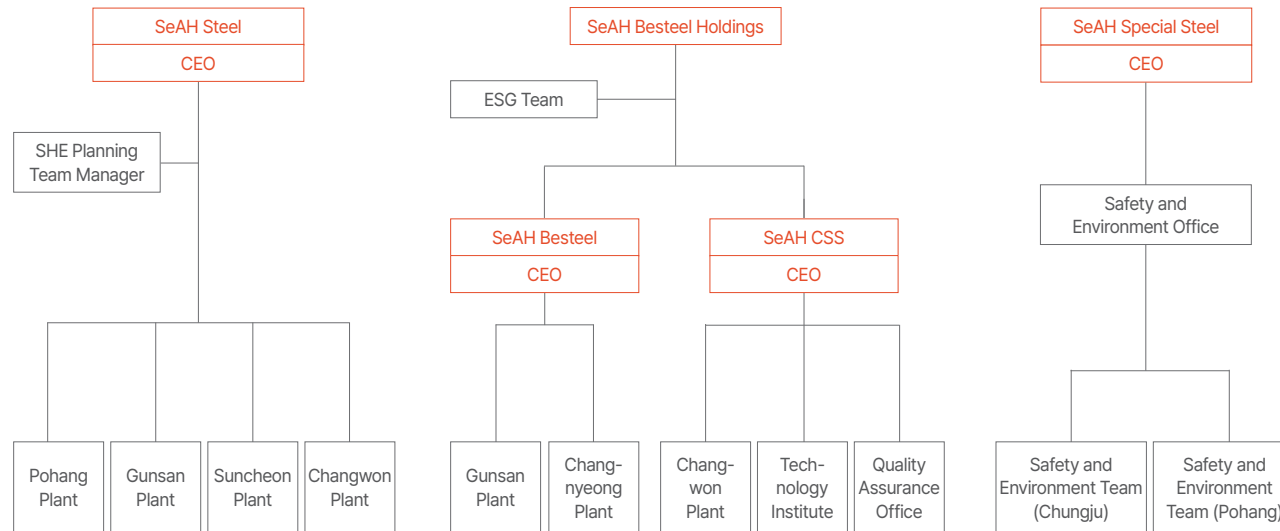 SeAH Steel
CEO
SHE Planning
Team Manager
Pohang
Plant
Gunsan
Plant
Suncheon
Plant
Changwon
Plant
SeAH Besteel Holdings
ESG Team
SeAH Besteel
CEO
SeAH CSS
CEO
Gunsan
Plant
Chang-
nyeong
Plant
Chang-
won
Plant
Tech-
nology
Institute
Quality
Assurance
Office
SeAH Special Steel
CEO
Safety and
Environment Office
Safety and
Environment Team
(Chungju)
Safety and
Environment
Team (Pohang)